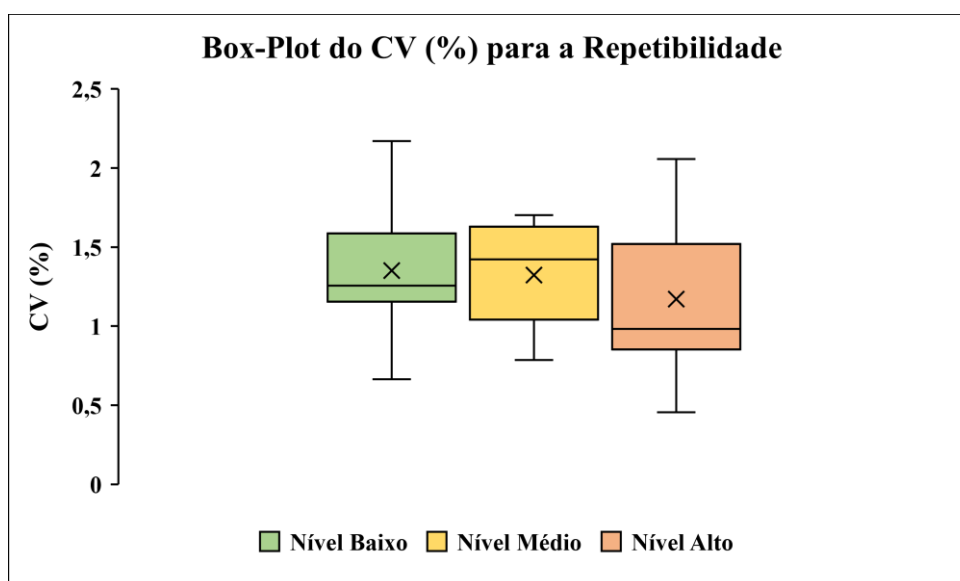 Box-Plot do CV (%) para a Repetibilidade
2,5
2
1,5
1
0,5
0
CV (%)
Nível Baixo Nível Médio Nível Alto